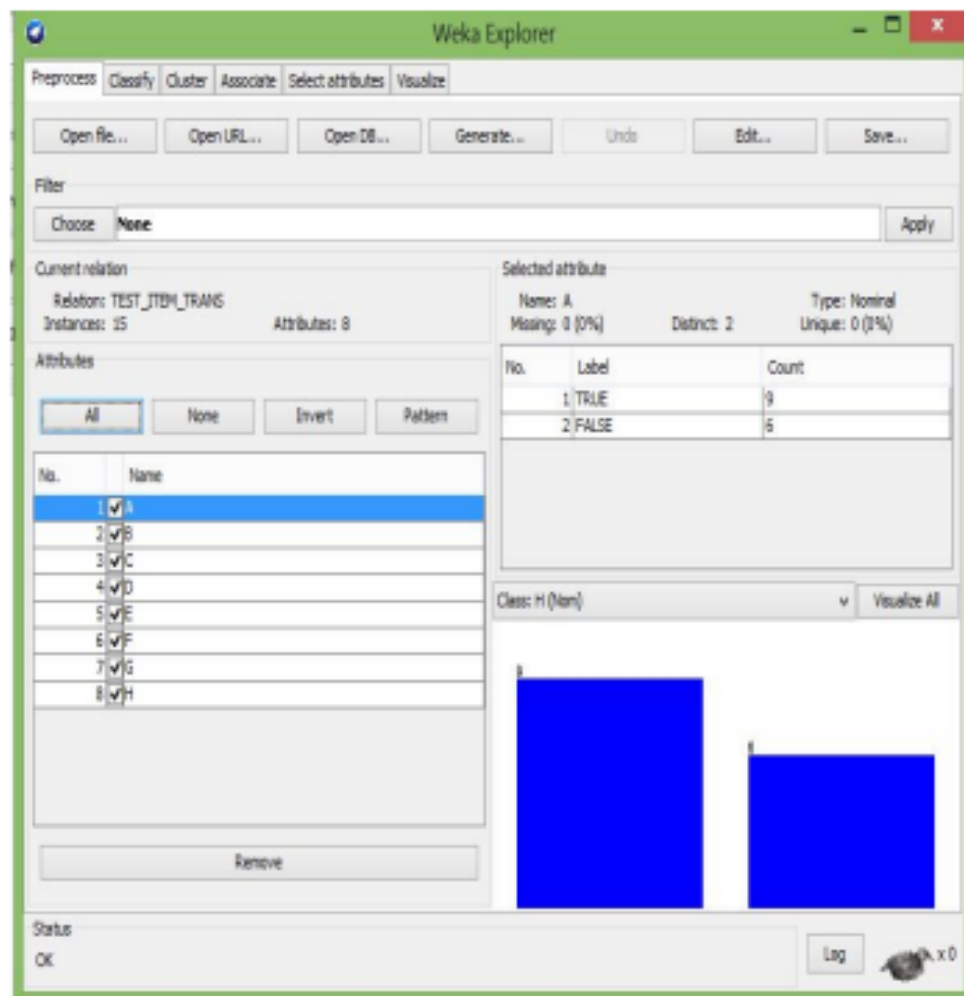 Weka Explorer
Preprocess Classify Cluster Associate Select attributes Visualize
Open file... Open URL... Open DB... Generate... Undo Edit... Save...
Filter
Choose None Apply
Current relation
Relation: TEST_ITEM_TRANS
Instances: 15 Attributes: 8
Selected attribute
Name: A Type: Nominal
Missing: 0 (0%) Distinct: 2 Unique: 0 (0%)
Attributes
All None Invert Pattern
No. Name
1 A
2 B
3 C
4 D
5 E
6 F
7 G
8 H
Remove
No. Label Count
1 TRUE 9
2 FALSE 6
Class: H (Nom) Visualize All
9
6
Status
OK
Log x 0